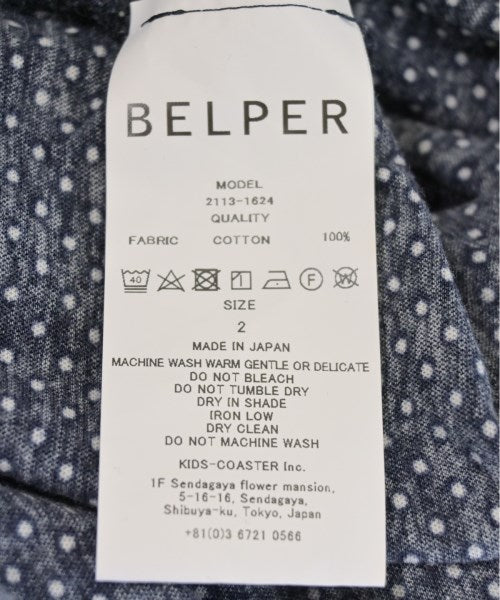 BELPER
MODEL
2113-1624
QUALITY
FABRIC COTTON 100%
40 F W
SIZE
2
MADE IN JAPAN
MACHINE WASH WARM GENTLE OR DELICATE
DO NOT BLEACH
DO NOT TUMBLE DRY
DRY IN SHADE
IRON LOW
DRY CLEAN
DO NOT MACHINE WASH
KIDS-COASTER Inc.
1F Sendagaya flower mansion,
5-16-16, Sendagaya,
Shibuya-ku, Tokyo, Japan
+81(0)3 6721 0566